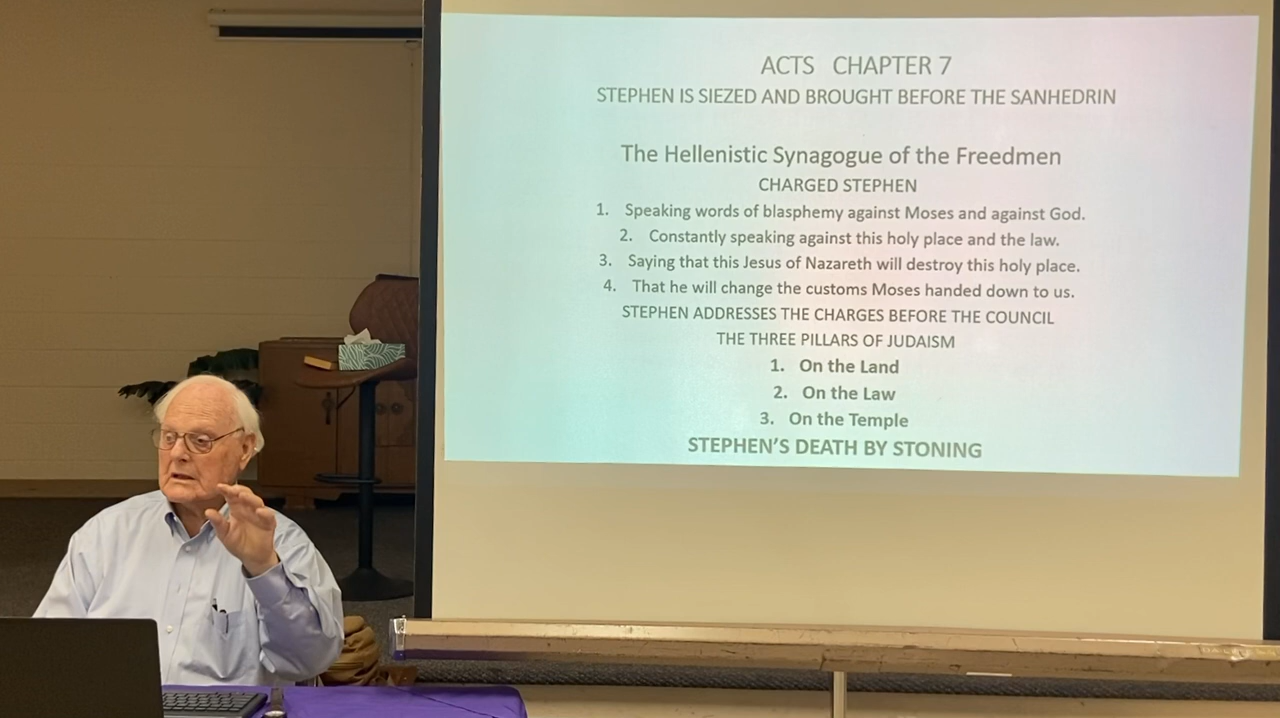 ACTS CHAPTER 7
STEPHEN IS SIEZED AND BROUGHT BEFORE THE SANHEDRIN
The Hellenistic Synagogue of the Freedmen
CHARGED STEPHEN
1. Speaking words of blasphemy against Moses and against God.
2. Constantly speaking against this holy place and the law.
3. Saying that this Jesus of Nazareth will destroy this holy place.
4. That he will change the customs Moses handed down to us.
STEPHEN ADDRESSES THE CHARGES BEFORE THE COUNCIL
THE THREE PILLARS OF JUDAISM
1. On the Land
2. On the Law
3. On the Temple
STEPHEN'S DEATH BY STONING